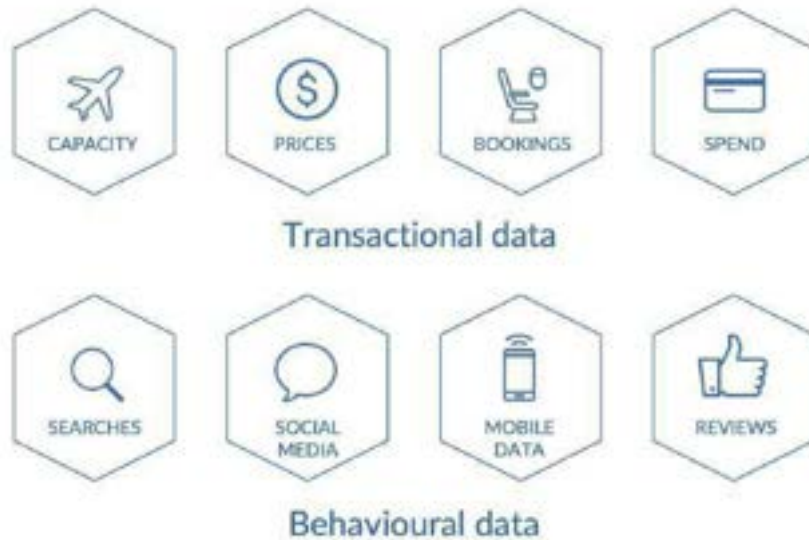 CAPACITY
PRICES
BOOKINGS
SPEND
Transactional data
SEARCHES
SOCIAL
MEDIA
MOBILE
DATA
REVIEWS
Behavioural data